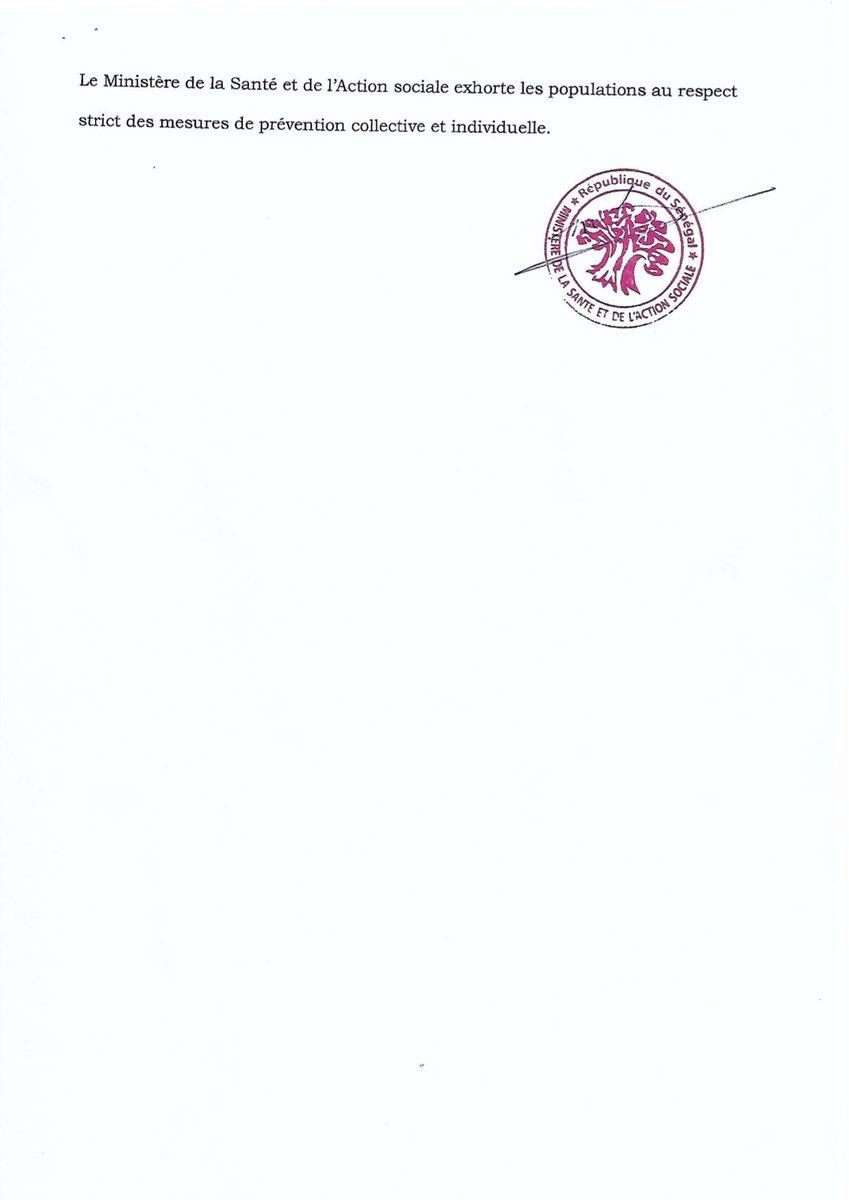 Le Ministère de la Santé et de l'Action sociale exhorte les populations au respect
strict des mesures de prévention collective et individuelle.
République du Sénégal
MINISTERE DE LA SANTE ET DE L'ACTION SOCIALE